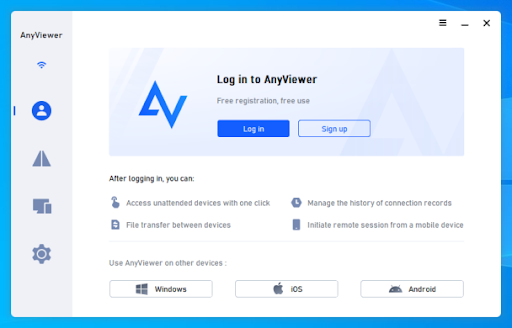 AnyViewer
Log in to AnyViewer
Free registration, free use
Log in
Sign up
After logging in, you can:
Access unattended devices with one click
Manage the history of connection records
File transfer between devices
Initiate remote session from a mobile device
Use AnyViewer on other devices :
Windows
iOS
Android